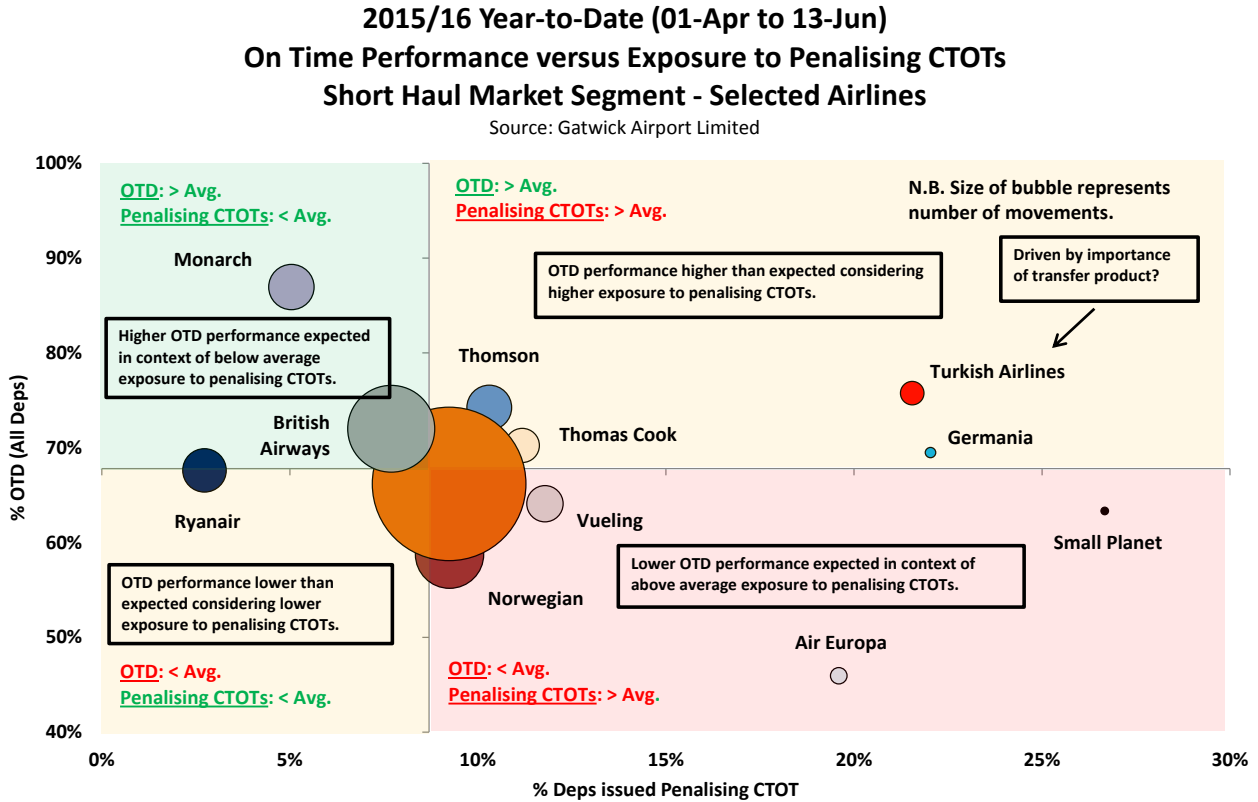 2015/16 Year-to-Date (01-Apr to 13-Jun)
On Time Performance versus Exposure to Penalising CTOTs
Short Haul Market Segment - Selected Airlines
Source: Gatwick Airport Limited
% OTD (All Deps)
100%
90%
80%
70%
60%
50%
40%
OTD: > Avg.
Penalising CTOTs: < Avg.
OTD: > Avg.
Penalising CTOTs: > Avg.
N.B. Size of bubble represents
number of movements.
Monarch
OTD performance higher than expected considering
higher exposure to penalising CTOTs.
Driven by importance
of transfer product?
Higher OTD performance expected
in context of below average
exposure to penalising CTOTs.
Thomson
Turkish Airlines
British
Airways
Thomas Cook
Germania
Ryanair
Vueling
Small Planet
OTD performance lower than
expected considering lower
exposure to penalising CTOTs.
Norwegian
Lower OTD performance expected in context of
above average exposure to penalising CTOTs.
Air Europa
OTD: < Avg.
Penalising CTOTs: < Avg.
OTD: < Avg.
Penalising CTOTs: > Avg.
0%
5%
10%
15%
20%
25%
30%
% Deps issued Penalising CTOT